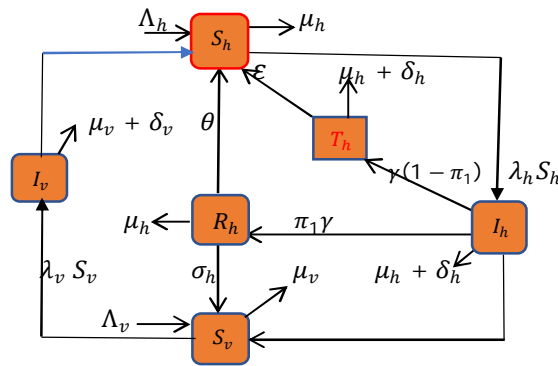 Λ_h
S_h
μ_h
ε
μ_h + δ_h
μ_v + δ_v
θ
T_h
I_v
γ(1 − π_1)
λ_h S_h
μ_h
R_h
π_1γ
I_h
λ_v S_v
σ_h
μ_v
μ_h + δ_h
Λ_v
S_v